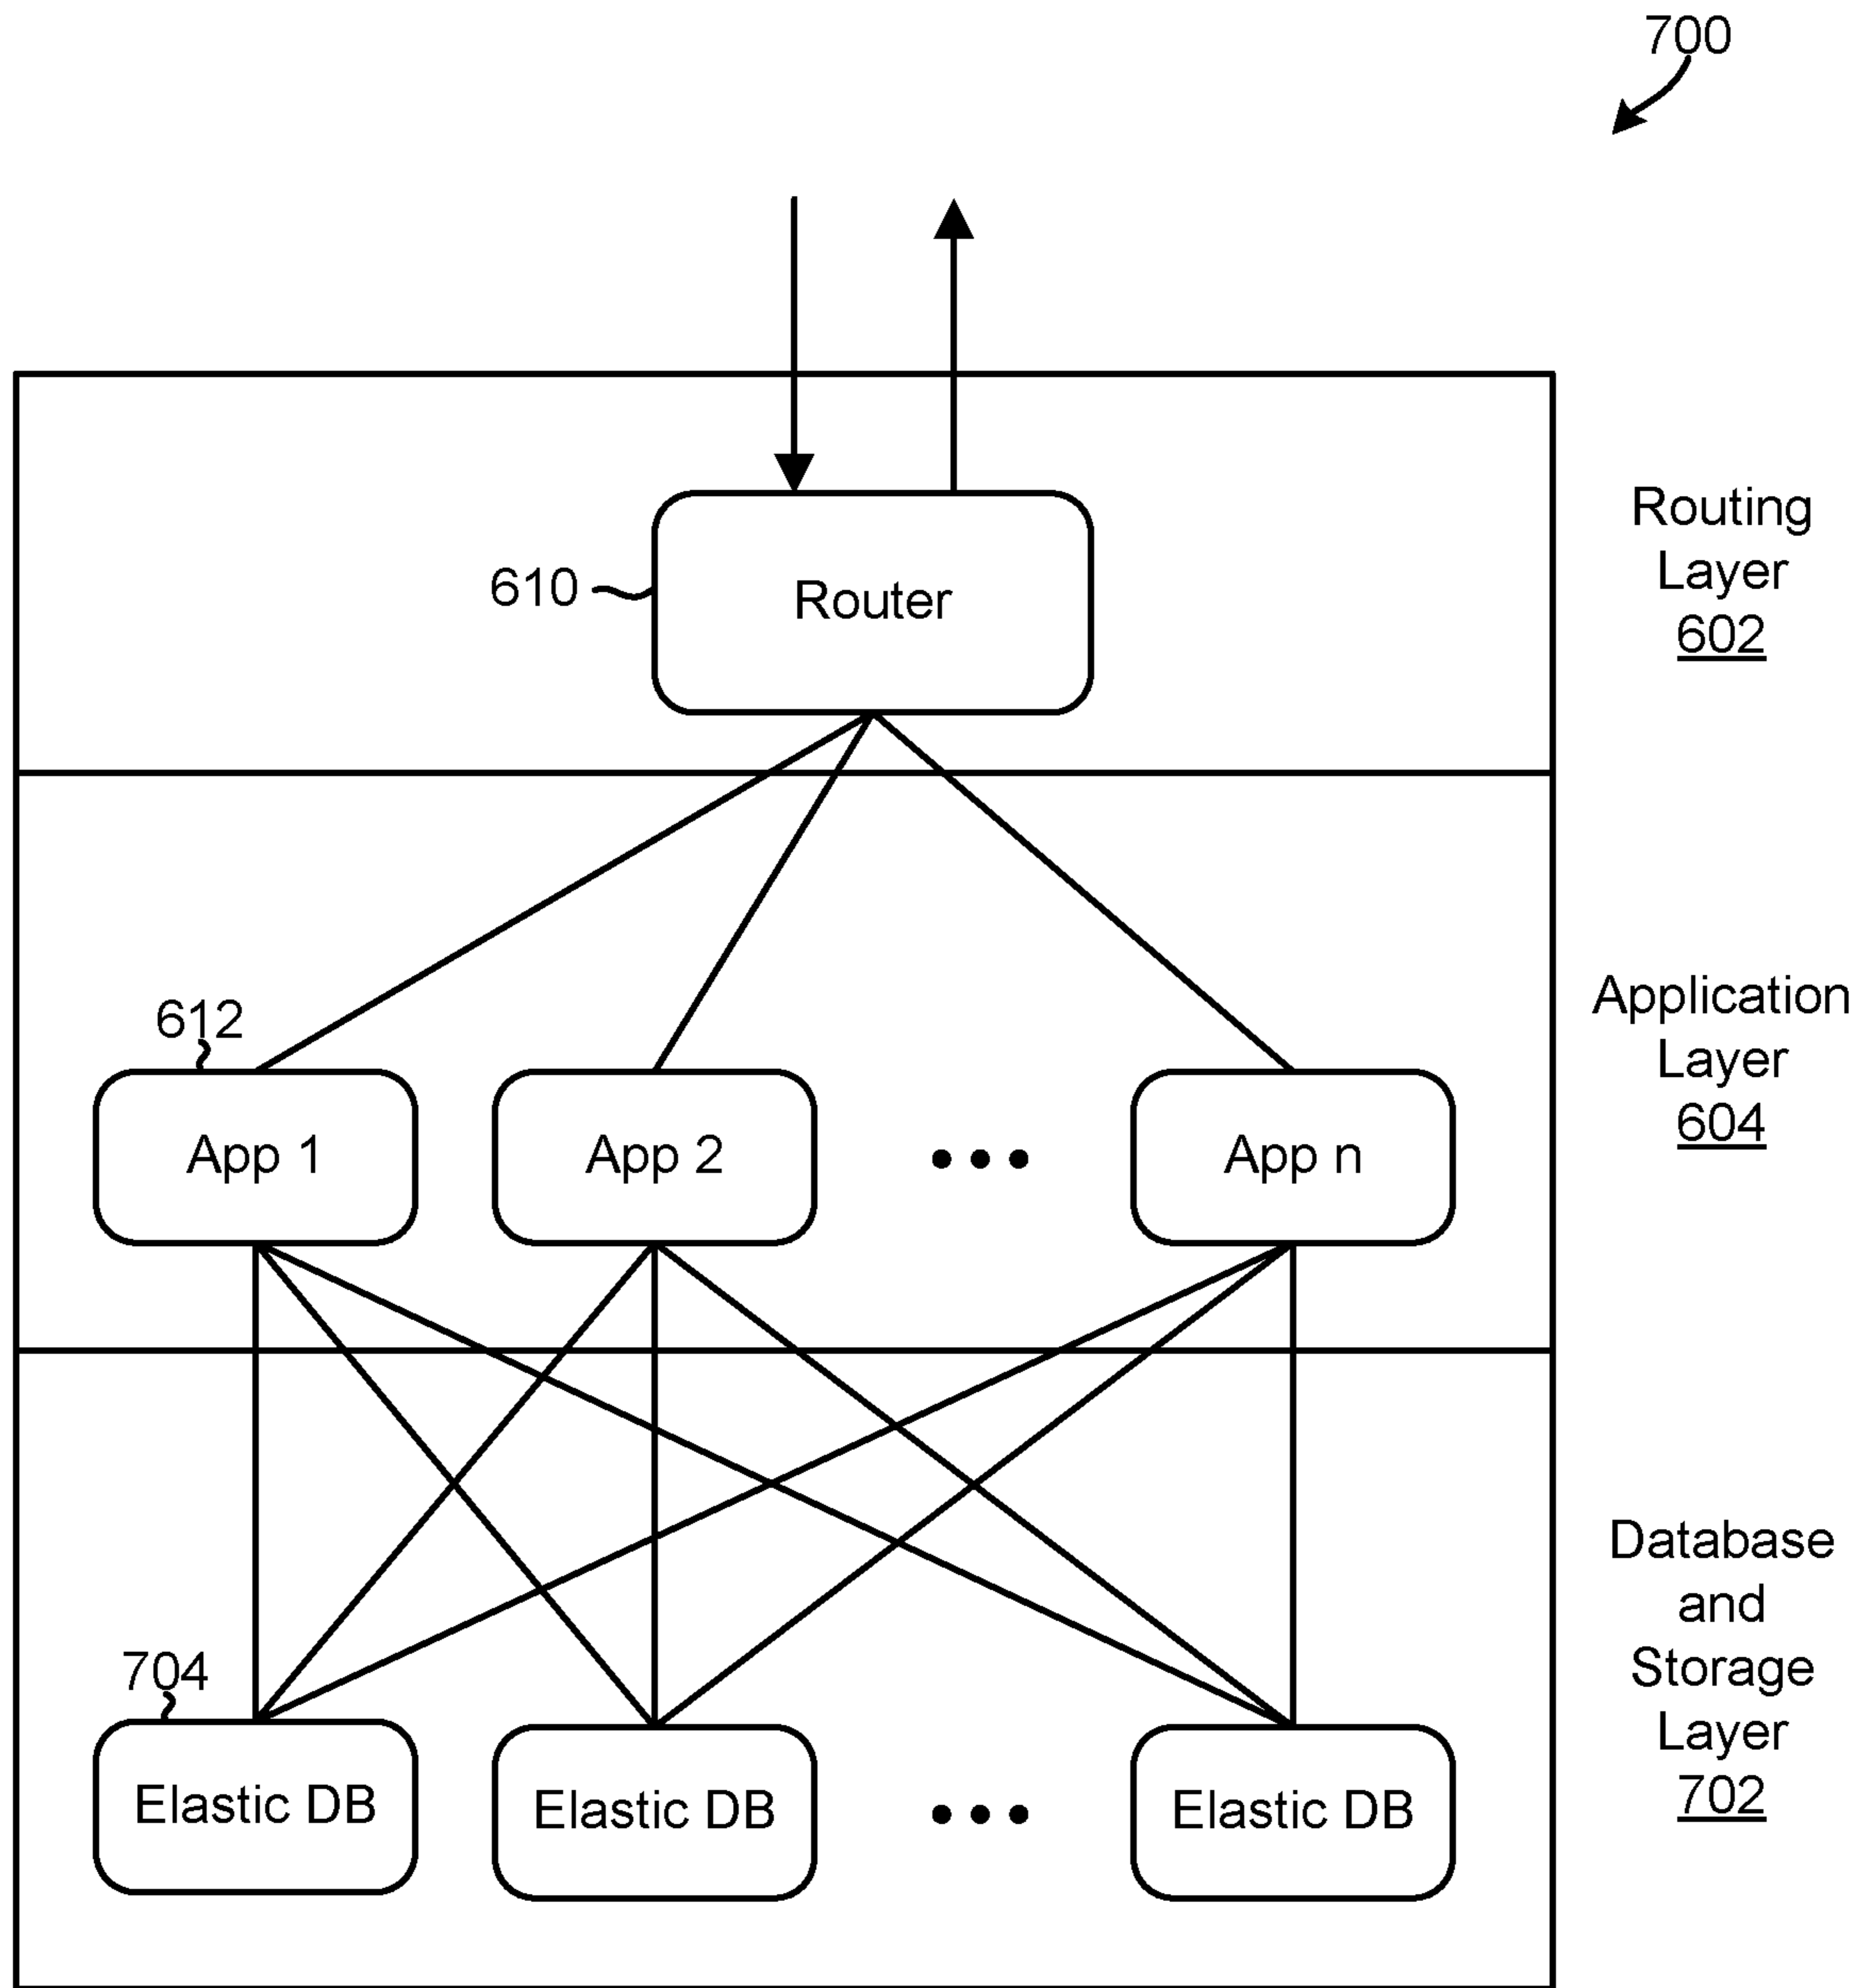 700
Router
610
Routing
Layer
602
612
App 1
App 2
App n
Application
Layer
604
704
Elastic DB
Elastic DB
Elastic DB
Database
and
Storage
Layer
702